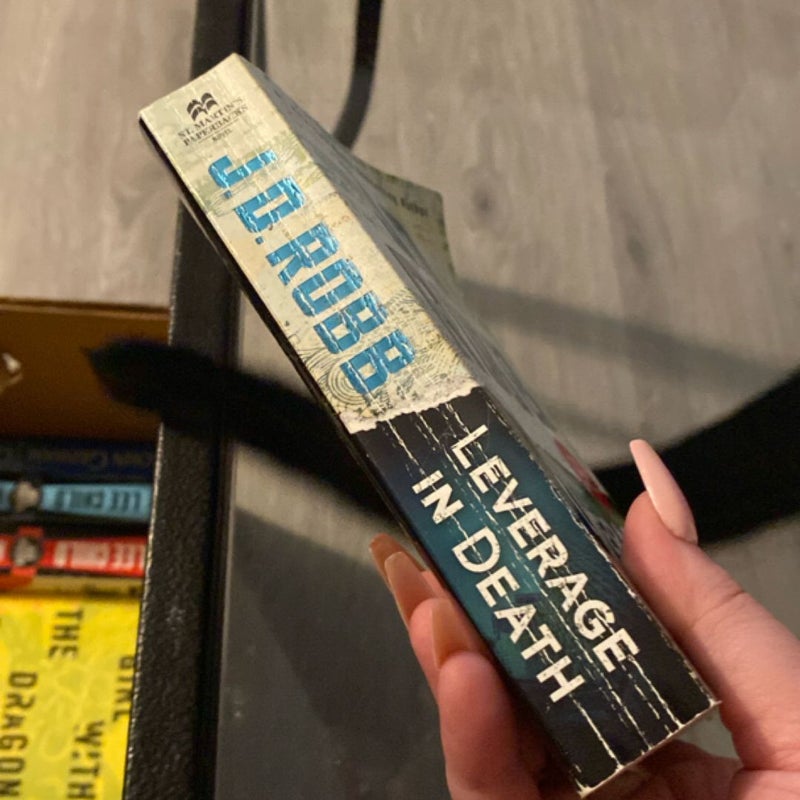 ST. MARTIN'S
PAPERBACKS
J.D. ROBB
LEVERAGE
IN DEATH
LEE CHILD
LEE CHILD
THE
GIRL
WITH
DRAGON